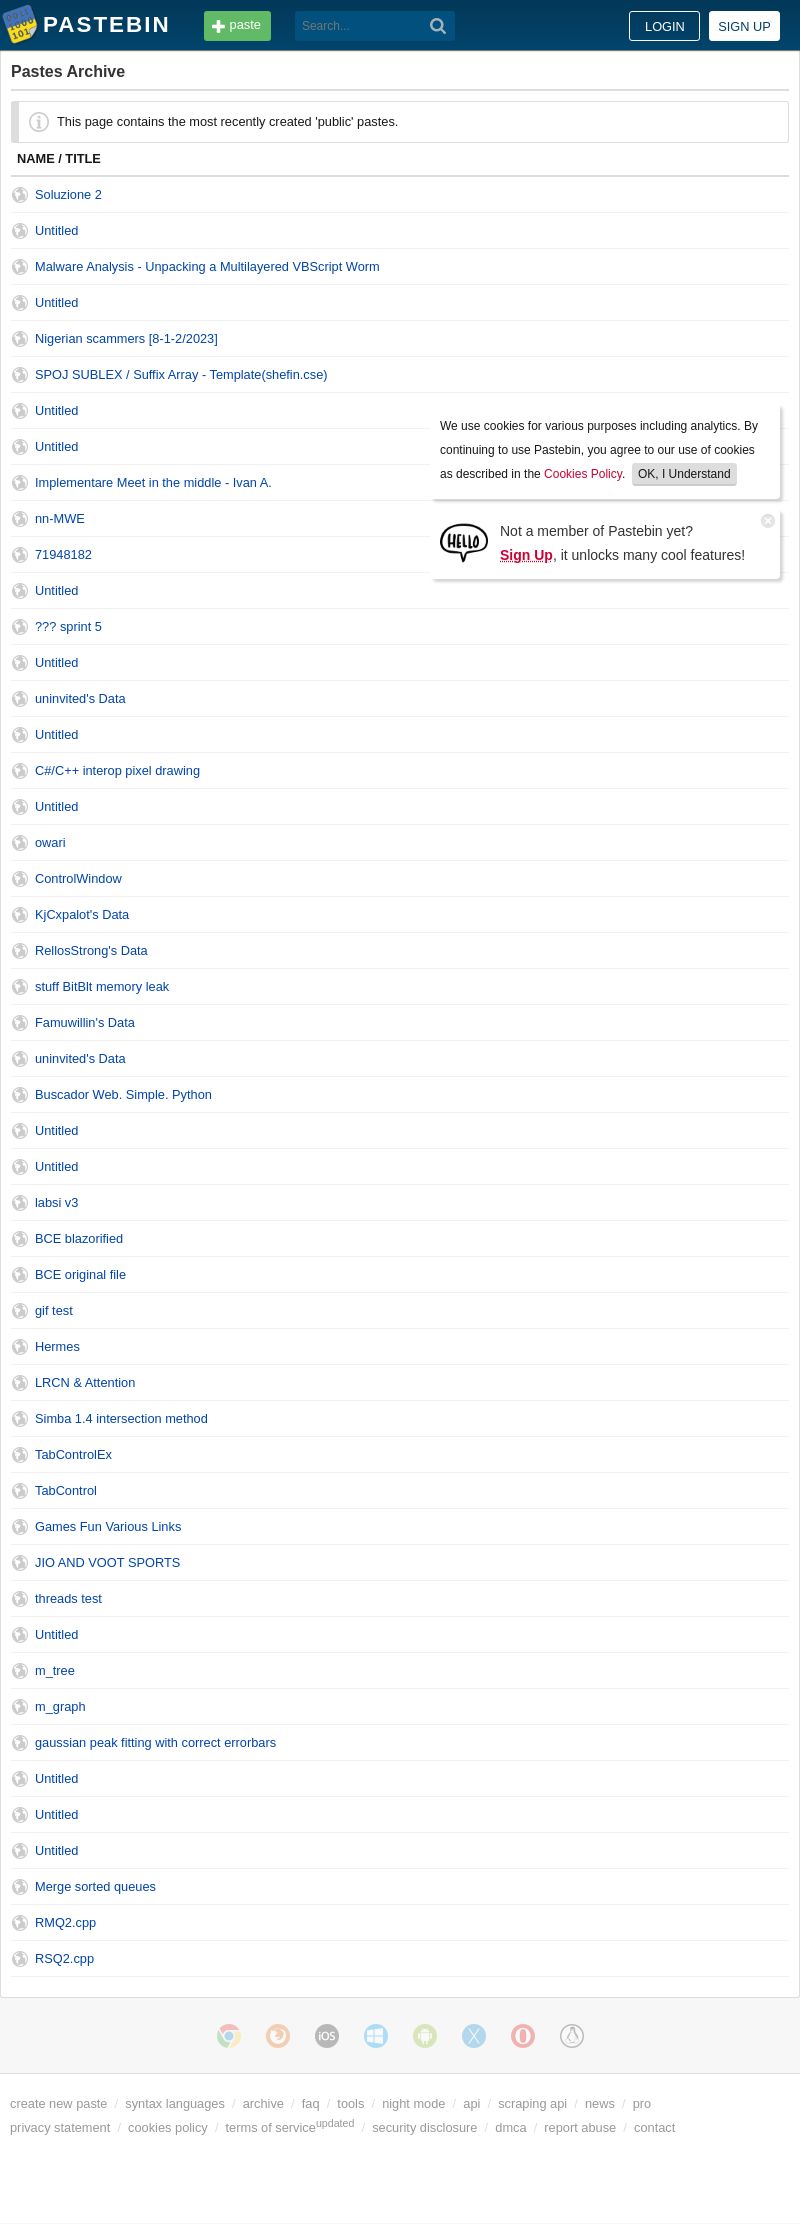 PASTEBIN paste Search... LOGIN SIGN UP
Pastes Archive
This page contains the most recently created 'public' pastes.
NAME / TITLE
Soluzione 2
Untitled
Malware Analysis - Unpacking a Multilayered VBScript Worm
Untitled
Nigerian scammers [8-1-2/2023]
SPOJ SUBLEX / Suffix Array - Template(shefin.cse)
Untitled
Untitled
Implementare Meet in the middle - Ivan A.
nn-MWE
71948182
Untitled
??? sprint 5
Untitled
uninvited's Data
Untitled
C#/C++ interop pixel drawing
Untitled
owari
ControlWindow
KjCxpalot's Data
RellosStrong's Data
stuff BitBlt memory leak
Famuwillin's Data
uninvited's Data
Buscador Web. Simple. Python
Untitled
Untitled
labsi v3
BCE blazorified
BCE original file
gif test
Hermes
LRCN & Attention
Simba 1.4 intersection method
TabControlEx
TabControl
Games Fun Various Links
JIO AND VOOT SPORTS
threads test
Untitled
m_tree
m_graph
gaussian peak fitting with correct errorbars
Untitled
Untitled
Untitled
Merge sorted queues
RMQ2.cpp
RSQ2.cpp
We use cookies for various purposes including analytics. By
continuing to use Pastebin, you agree to our use of cookies
as described in the Cookies Policy. OK, I Understand
HELLO
Not a member of Pastebin yet?
Sign Up, it unlocks many cool features!
iOS
create new paste / syntax languages / archive / faq / tools / night mode / api / scraping api / news / pro
privacy statement / cookies policy / terms of serviceupdated / security disclosure / dmca / report abuse / contact